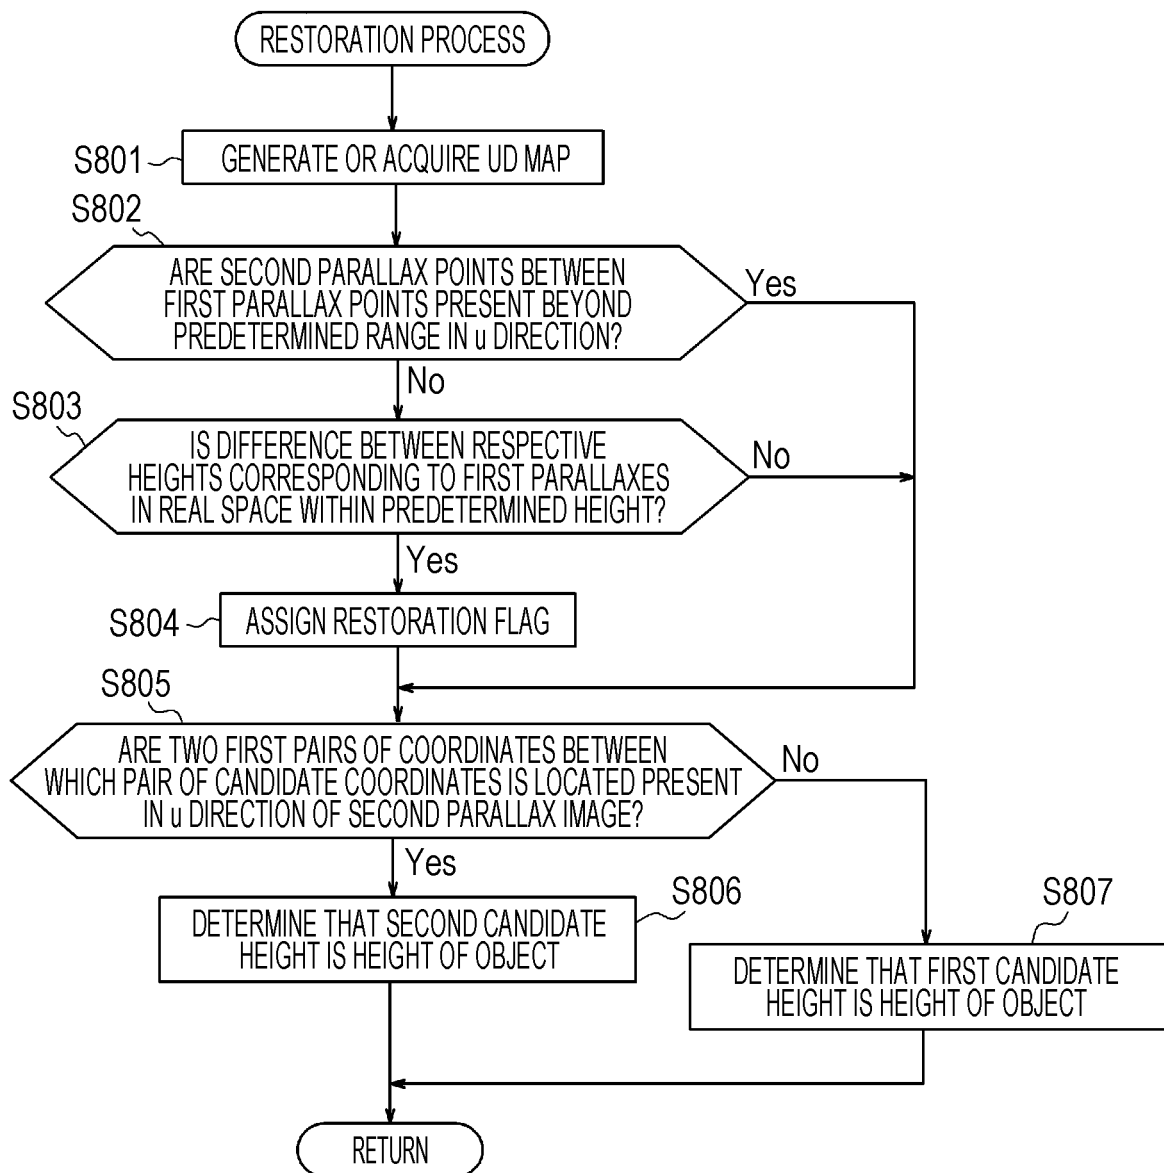 RESTORATION PROCESS
S801
GENERATE OR ACQUIRE UD MAP
S802
ARE SECOND PARALLAX POINTS BETWEEN
FIRST PARALLAX POINTS PRESENT BEYOND
PREDETERMINED RANGE IN u DIRECTION?
Yes
No
S803
IS DIFFERENCE BETWEEN RESPECTIVE
HEIGHTS CORRESPONDING TO FIRST PARALLAXES
IN REAL SPACE WITHIN PREDETERMINED HEIGHT?
No
Yes
S804
ASSIGN RESTORATION FLAG
S805
ARE TWO FIRST PAIRS OF COORDINATES BETWEEN
WHICH PAIR OF CANDIDATE COORDINATES IS LOCATED PRESENT
IN u DIRECTION OF SECOND PARALLAX IMAGE?
No
Yes
S806
DETERMINE THAT SECOND CANDIDATE
HEIGHT IS HEIGHT OF OBJECT
S807
DETERMINE THAT FIRST CANDIDATE
HEIGHT IS HEIGHT OF OBJECT
RETURN